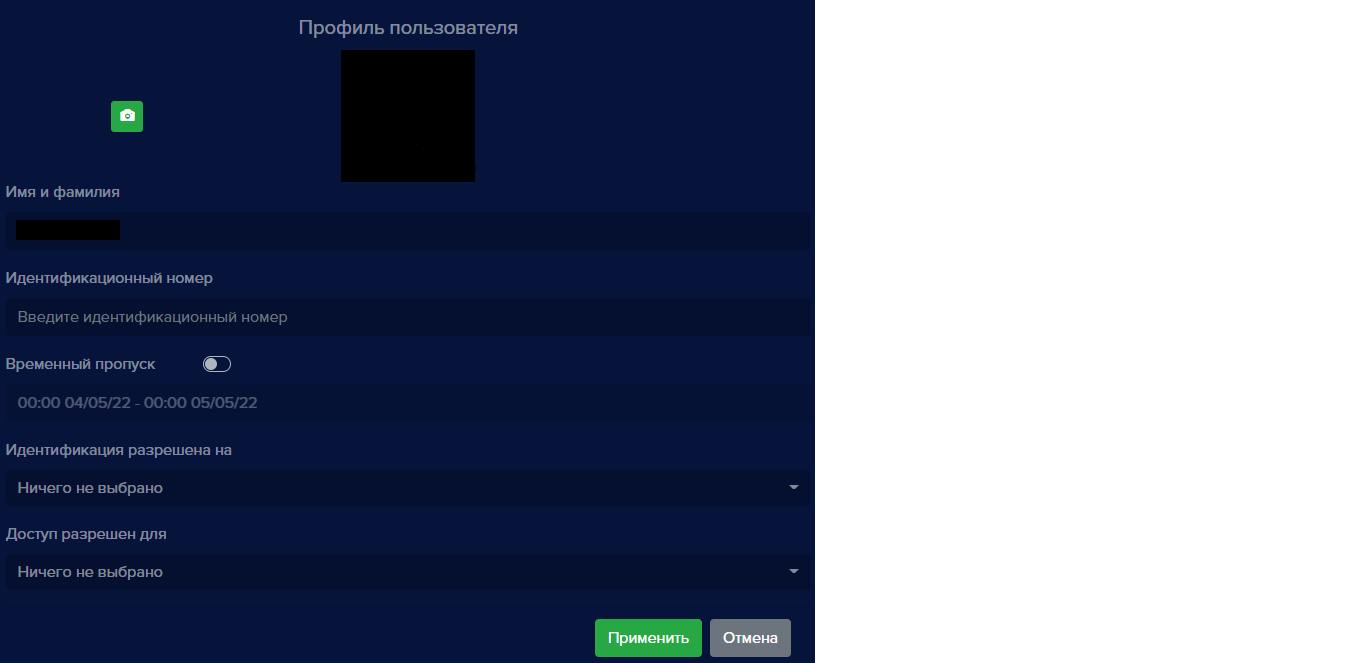 Профиль пользователя
Имя и фамилия
Идентификационный номер
Введите идентификационный номер
Временный пропуск
00:00 04/05/22 - 00:00 05/05/22
Идентификация разрешена на
Ничего не выбрано
Доступ разрешен для
Ничего не выбрано
Применить Отмена